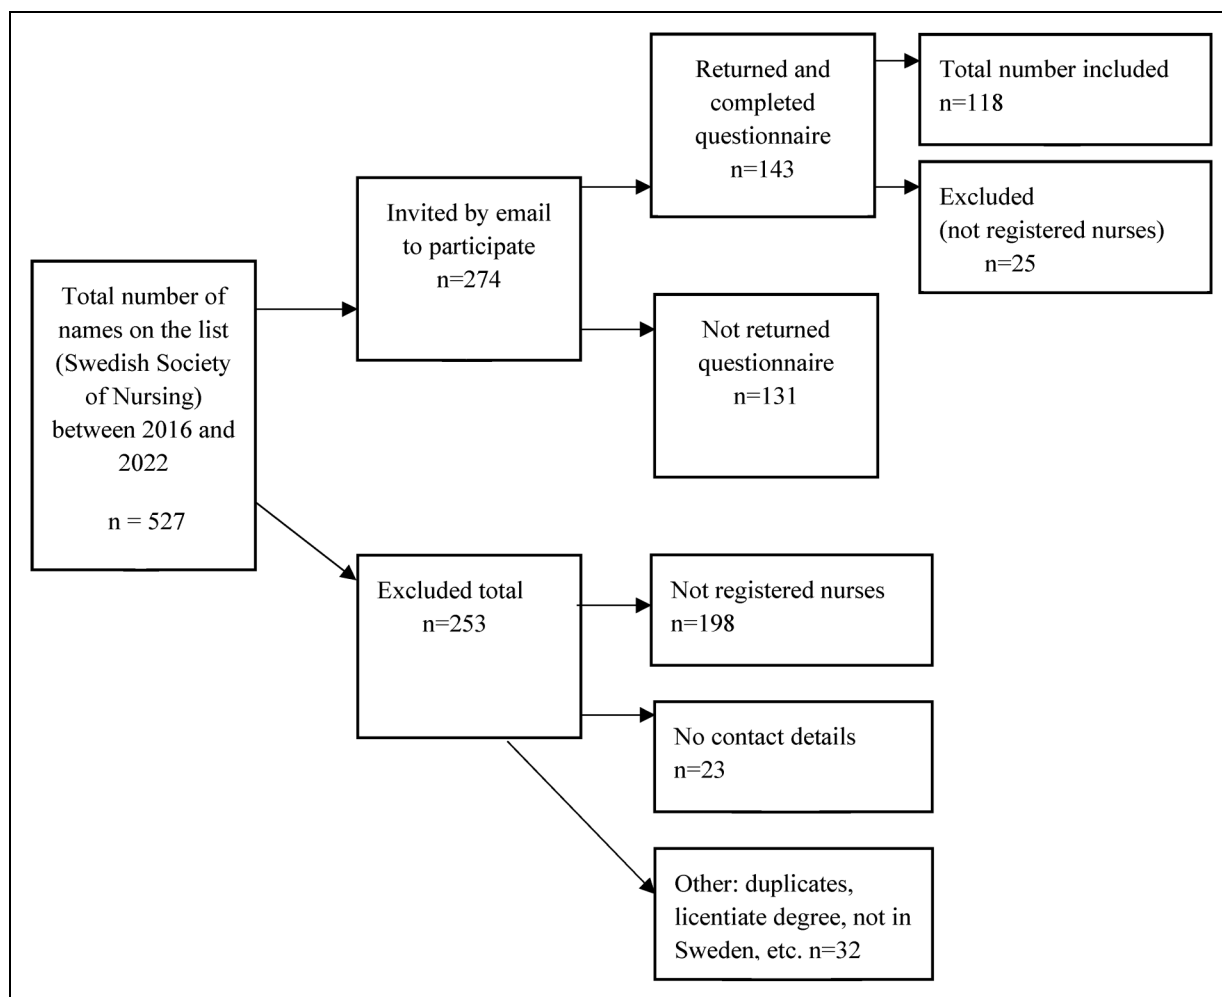 Total number of
names on the list
(Swedish Society
of Nursing)
between 2016 and
2022
n = 527
Invited by email
to participate
n=274
Returned and
completed
questionnaire
n=143
Total number included
n=118
Excluded
(not registered nurses)
n=25
Not returned
questionnaire
n=131
Excluded total
n=253
Not registered nurses
n=198
No contact details
n=23
Other: duplicates,
licentiate degree, not in
Sweden, etc. n=32